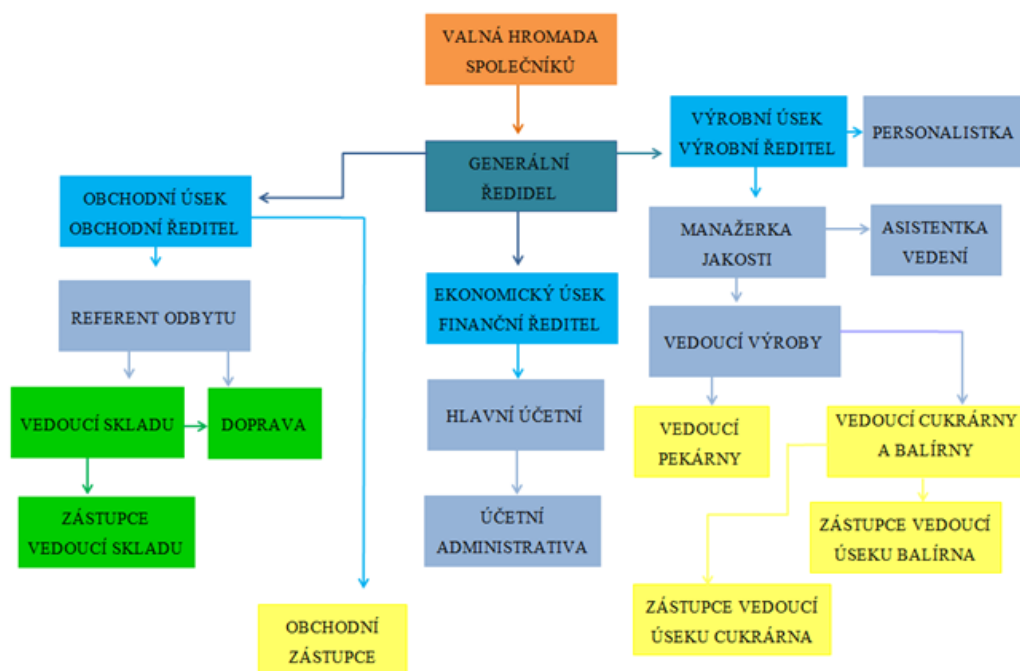 VALNÁ HROMADA
SPOLEČNÍKŮ
GENERÁLNÍ
ŘEDIDEL
OBCHODNÍ ÚSEK
OBCHODNÍ ŘEDITEL
REFERENT ODBYTU
VEDOUCÍ SKLADU
DOPRAVA
ZÁSTUPCE
VEDOUCÍ SKLADU
OBCHODNÍ
ZÁSTUPCE
EKONOMICKÝ ÚSEK
FINANČNÍ ŘEDITEL
HLAVNÍ ÚČETNÍ
ÚČETNÍ
ADMINISTRATIVA
VÝROBNÍ ÚSEK
VÝROBNÍ ŘEDITEL
PERSONALISTKA
MANAŽERKA
JAKOSTI
ASISTENTKA
VEDENÍ
VEDOUCÍ VÝROBY
VEDOUCÍ
PEKÁRNY
VEDOUCÍ CUKRÁRNY
A BALÍRNY
ZÁSTUPCE VEDOUCÍ
ÚSEKU BALÍRNA
ZÁSTUPCE VEDOUCÍ
ÚSEKU CUKRÁRNA